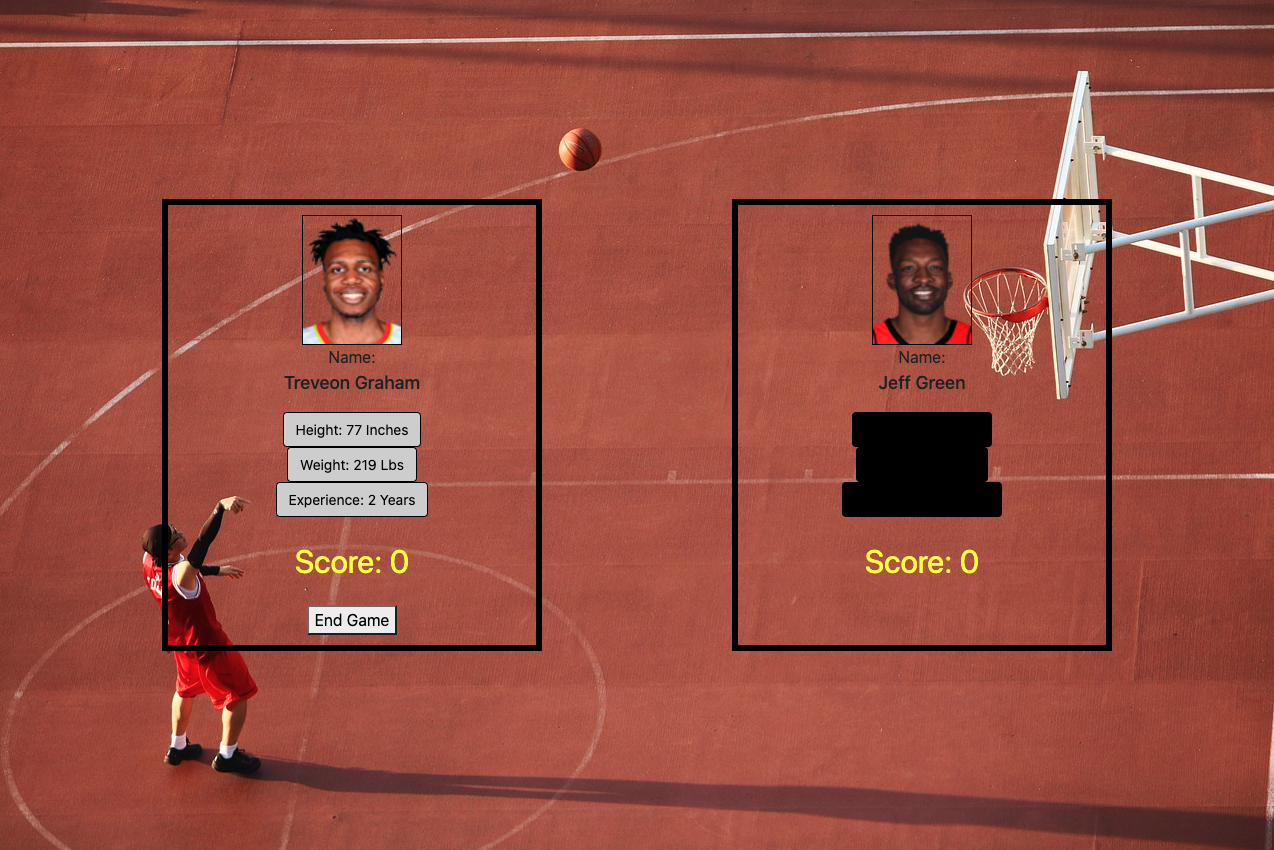 Name:
Treveon Graham
Height: 77 Inches
Weight: 219 Lbs
Experience: 2 Years
Score: 0
End Game
Name:
Jeff Green
Score: 0